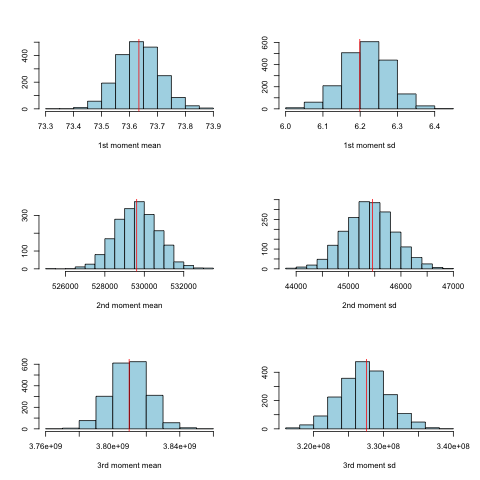 0 200 400
73.3 73.4 73.5 73.6 73.7 73.8 73.9
1st moment mean
0 200 400 600
6.0 6.1 6.2 6.3 6.4
1st moment sd
0 100 300
526000 528000 530000 532000
2nd moment mean
0 100 250
44000 45000 46000 47000
2nd moment sd
0 200 400 600
3.76e+09 3.80e+09 3.84e+09
3rd moment mean
0 200 400
3.20e+08 3.30e+08 3.40e+08
3rd moment sd